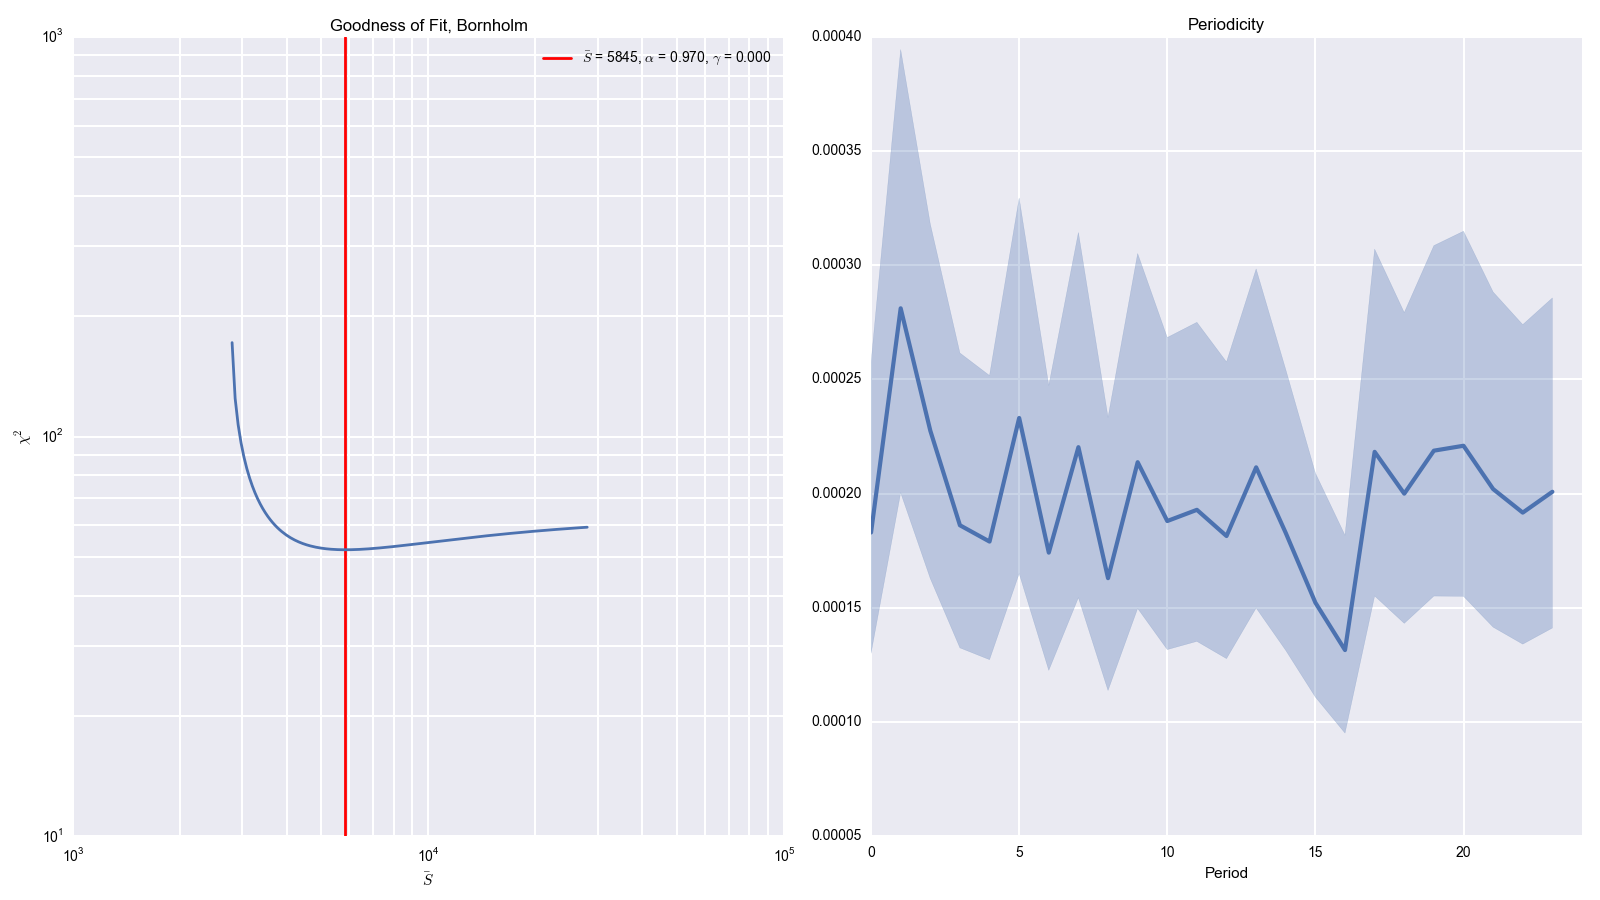 Goodness of Fit, Bornholm
S̄ = 5845, α = 0.970, γ = 0.000
10³
10²
10¹
χ²
10³ 10⁴ 10⁵
S̄
Periodicity
0.00040
0.00035
0.00030
0.00025
0.00020
0.00015
0.00010
0.00005
0 5 10 15 20
Period